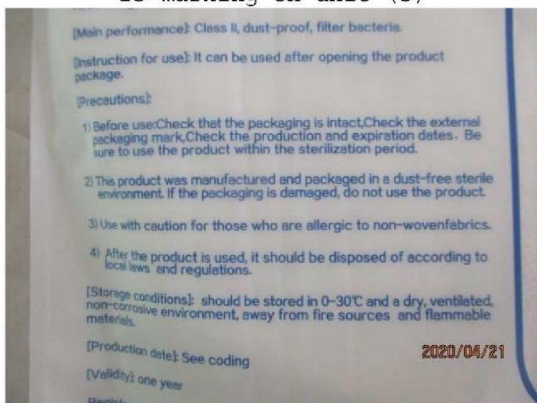 [Main performance]: Class II, dust-proof, filter bacteria.
[Instruction for use]: It can be used after opening the product
package.
[Precautions]:
1) Before use:Check that the packaging is intact,Check the external
packaging mark,Check the production and expiration dates. Be
sure to use the product within the sterilization period.
2) This product was manufactured and packaged in a dust-free sterile
environment. If the packaging is damaged, do not use the product.
3) Use with caution for those who are allergic to non-wovenfabrics.
4) After the product is used, it should be disposed of according to
local laws and regulations.
[Storage conditions]: should be stored in 0-30℃ and a dry, ventilated,
non-corrosive environment, away from fire sources and flammable
materials.
[Production date]: See coding
2020/04/21
[Validity]: one year